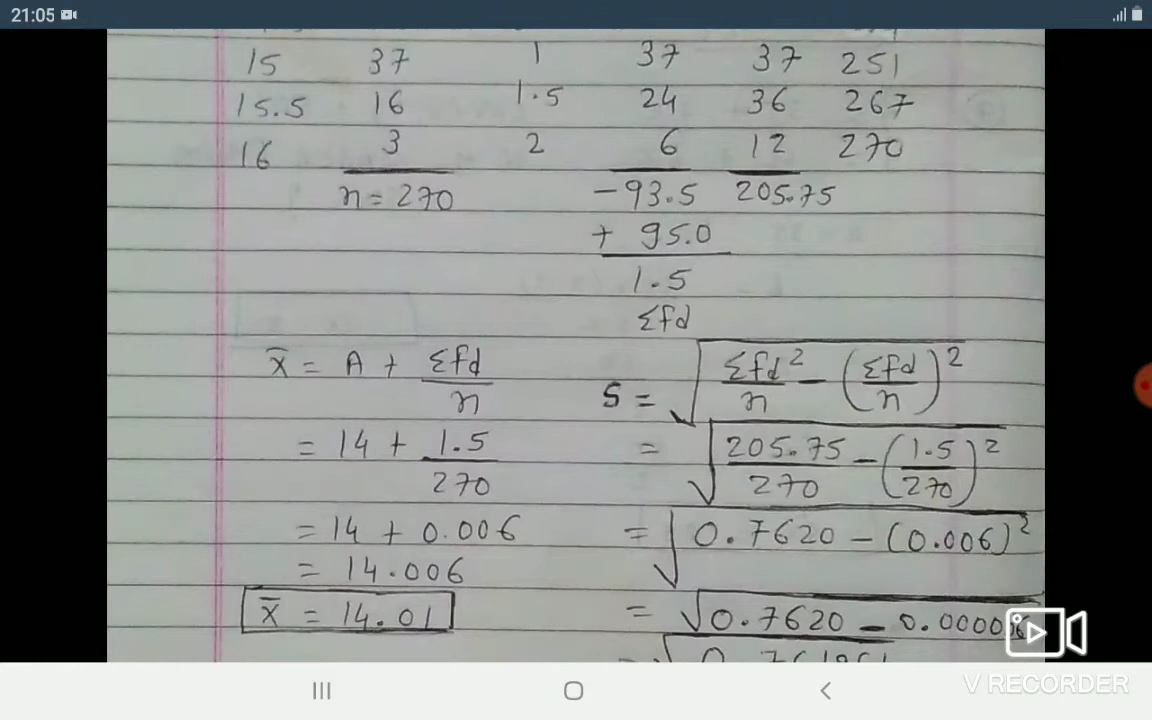 21:05
15 37 1 37 37 251
15.5 16 1.5 24 36 267
16 3 2 6 12 270
n = 270 -93.5 205.75
+ 95.0
1.5
Σfd
x̄ = A + Σfd/n S = √(Σfd²/n - (Σfd/n)²)
= 14 + 1.5/270 = √(205.75/270 - (1.5/270)²)
= 14 + 0.006 = √(0.7620 - (0.006)²)
= 14.006
x̄ = 14.01 = √(0.7620 - 0.00003
V RECORDER